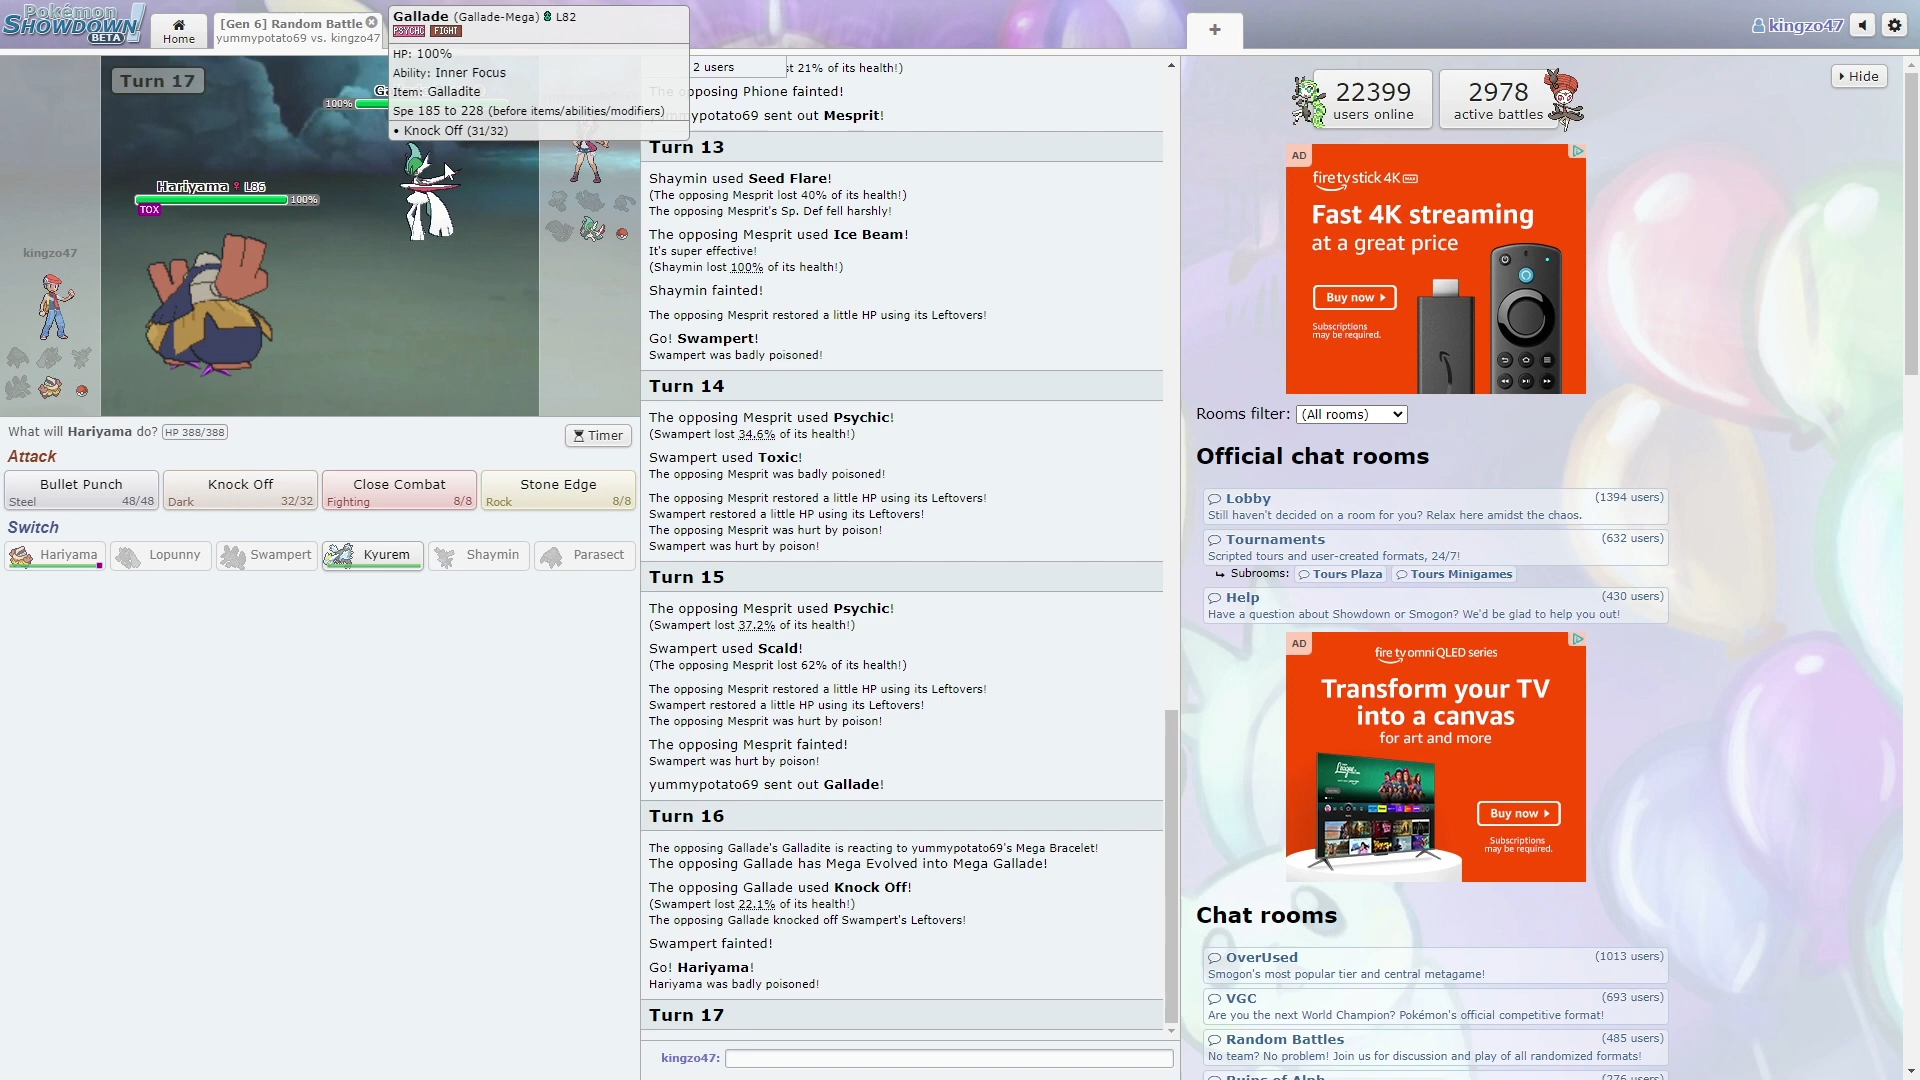 Pokémon
SHOWDOWN!
BETA
Home
[Gen 6] Random Battle
yummypotato69 vs. kingzo47
kingzo47
Gallade (Gallade-Mega) L82
PSYCHC FIGHT
HP: 100%
Ability: Inner Focus
Item: Galladite
Spe 185 to 228 (before items/abilities/modifiers)
• Knock Off (31/32)
Turn 17
100%
Hariyama ♀ L86
100%
TOX
kingzo47
What will Hariyama do? HP 388/388
Timer
Attack
Bullet Punch
Steel 48/48
Knock Off
Dark 32/32
Close Combat
Fighting 8/8
Stone Edge
Rock 8/8
Switch
Hariyama
Lopunny
Swampert
Kyurem
Shaymin
Parasect
2 users
st 21% of its health!)
opposing Phione fainted!
ypotato69 sent out Mesprit!
Turn 13
Shaymin used Seed Flare!
(The opposing Mesprit lost 40% of its health!)
The opposing Mesprit's Sp. Def fell harshly!
The opposing Mesprit used Ice Beam!
It's super effective!
(Shaymin lost 100% of its health!)
Shaymin fainted!
The opposing Mesprit restored a little HP using its Leftovers!
Go! Swampert!
Swampert was badly poisoned!
Turn 14
The opposing Mesprit used Psychic!
(Swampert lost 34.6% of its health!)
Swampert used Toxic!
The opposing Mesprit was badly poisoned!
The opposing Mesprit restored a little HP using its Leftovers!
Swampert restored a little HP using its Leftovers!
The opposing Mesprit was hurt by poison!
Swampert was hurt by poison!
Turn 15
The opposing Mesprit used Psychic!
(Swampert lost 37.2% of its health!)
Swampert used Scald!
(The opposing Mesprit lost 62% of its health!)
The opposing Mesprit restored a little HP using its Leftovers!
Swampert restored a little HP using its Leftovers!
The opposing Mesprit was hurt by poison!
The opposing Mesprit fainted!
Swampert was hurt by poison!
yummypotato69 sent out Gallade!
Turn 16
The opposing Gallade's Galladite is reacting to yummypotato69's Mega Bracelet!
The opposing Gallade has Mega Evolved into Mega Gallade!
The opposing Gallade used Knock Off!
(Swampert lost 22.1% of its health!)
The opposing Gallade knocked off Swampert's Leftovers!
Swampert fainted!
Go! Hariyama!
Hariyama was badly poisoned!
Turn 17
kingzo47:
Hide
22399
users online
2978
active battles
AD
fire tv stick 4K MAX
Fast 4K streaming
at a great price
Buy now
Subscriptions
may be required.
Rooms filter: (All rooms)
Official chat rooms
Lobby (1394 users)
Still haven't decided on a room for you? Relax here amidst the chaos.
Tournaments (632 users)
Scripted tours and user-created formats, 24/7!
Subrooms: Tours Plaza Tours Minigames
Help (430 users)
Have a question about Showdown or Smogon? We'd be glad to help you out!
AD
fire tv omni QLED series
Transform your TV
into a canvas
for art and more
Buy now
Subscriptions
may be required.
Chat rooms
OverUsed (1013 users)
Smogon's most popular tier and central metagame!
VGC (693 users)
Are you the next World Champion? Pokémon's official competitive format!
Random Battles (485 users)
No team? No problem! Join us for discussion and play of all randomized formats!
Ruins of Alph (276 users)